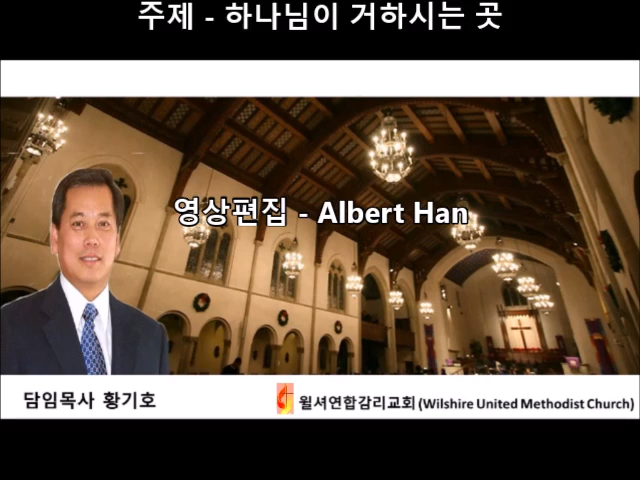 주제 - 하나님이 거하시는 곳
영상편집 - Albert Han
담임목사 황기호
윌셔연합감리교회 (Wilshire United Methodist Church)